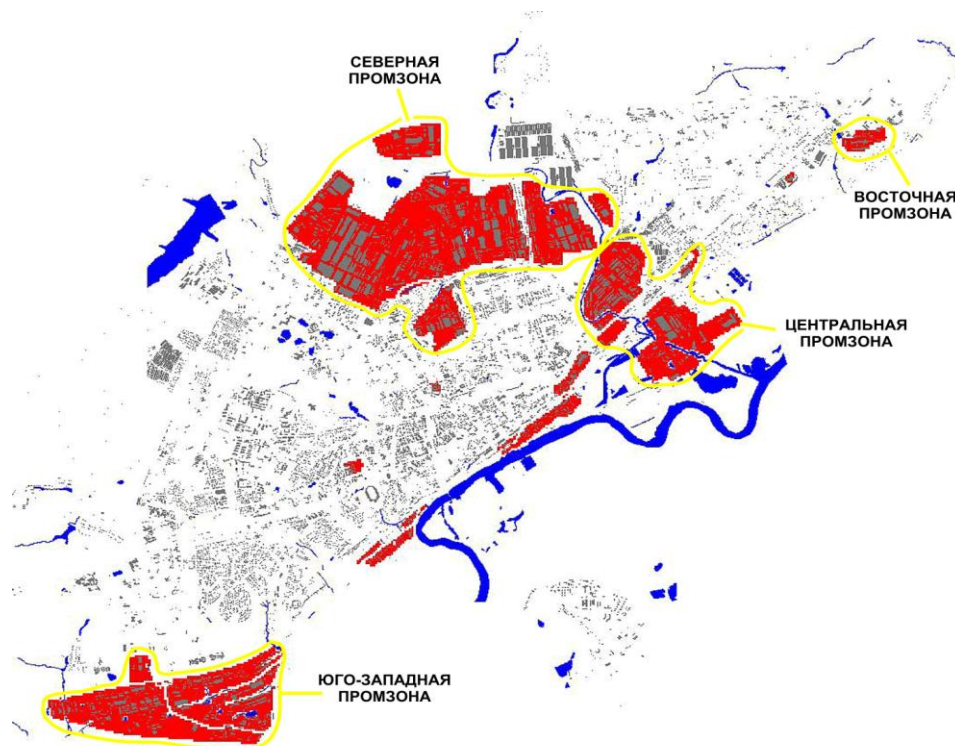 СЕВЕРНАЯ
ПРОМЗОНА
ВОСТОЧНАЯ
ПРОМЗОНА
ЦЕНТРАЛЬНАЯ
ПРОМЗОНА
ЮГО-ЗАПАДНАЯ
ПРОМЗОНА